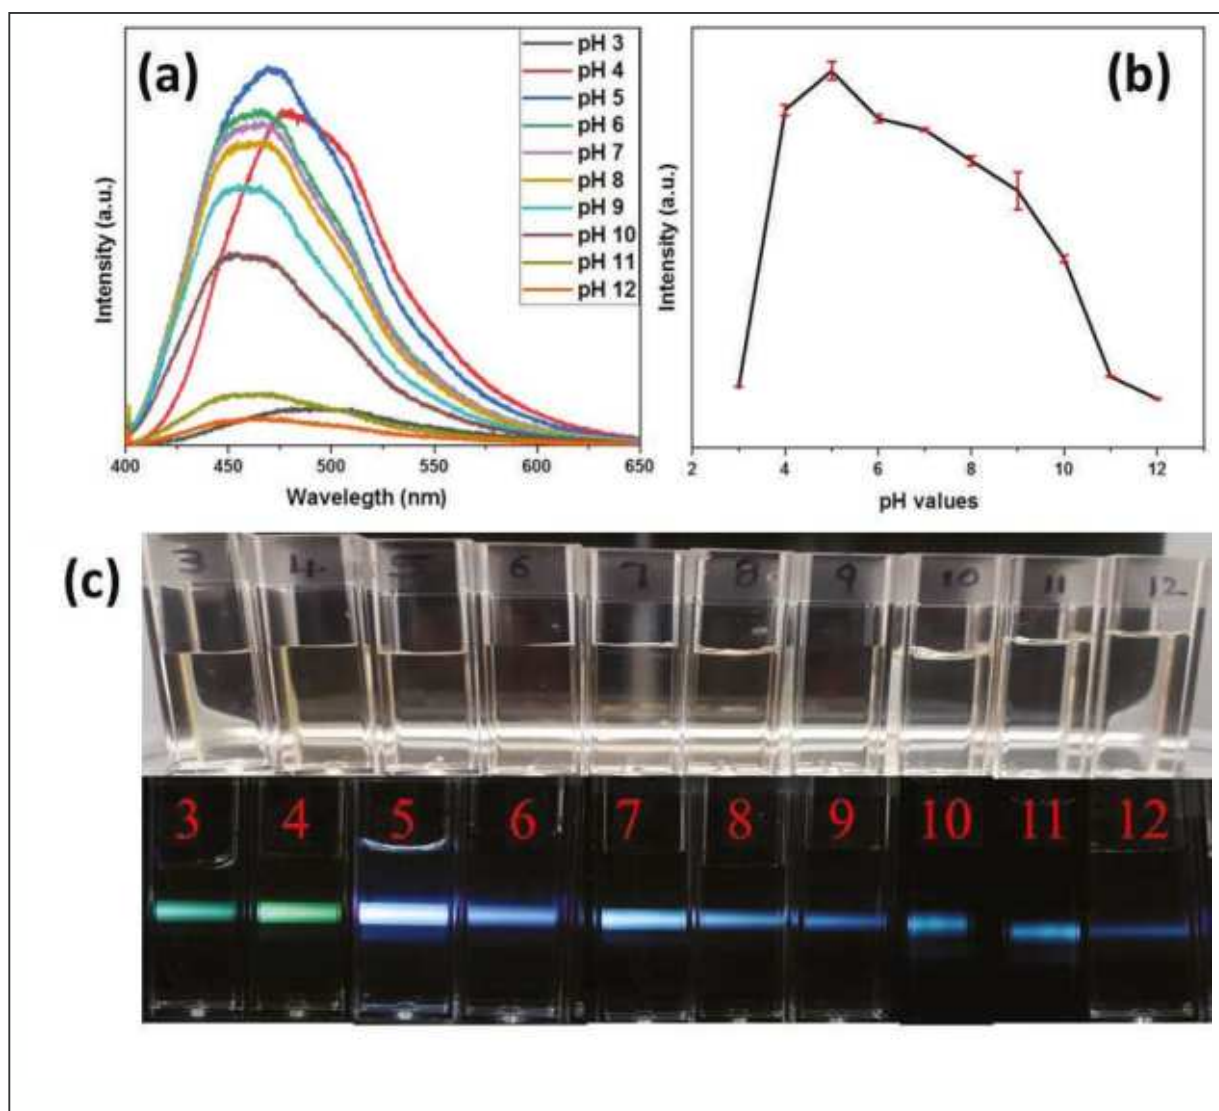 (a)
pH 3
pH 4
pH 5
pH 6
pH 7
pH 8
pH 9
pH 10
pH 11
pH 12
Intensity (a.u.)
400 450 500 550 600 650
Wavelegth (nm)
(b)
Intensity (a.u.)
2 4 6 8 10 12
pH values
(c)
3 4 5 6 7 8 9 10 11 12
3 4 5 6 7 8 9 10 11 12